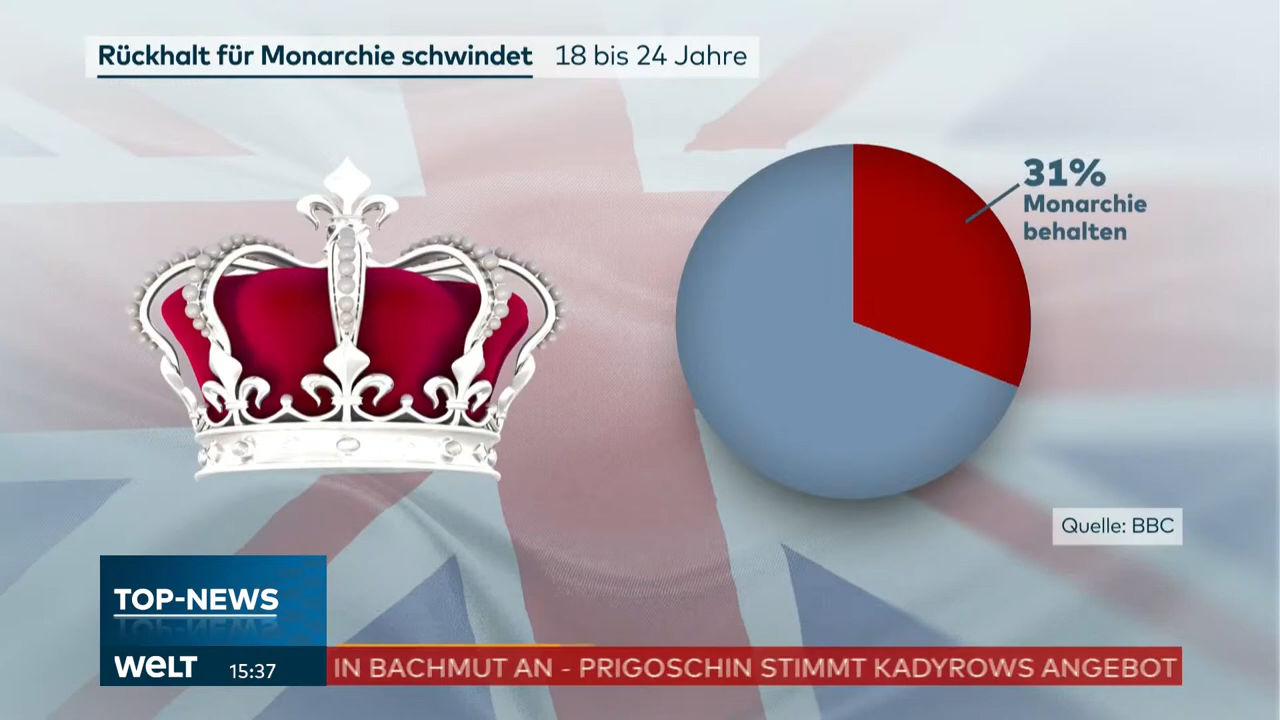 Rückhalt für Monarchie schwindet 18 bis 24 Jahre
31%
Monarchie
behalten
Quelle: BBC
TOP-NEWS
WELT 15:37
IN BACHMUT AN - PRIGOSCHIN STIMMT KADYROWS ANGEBOT